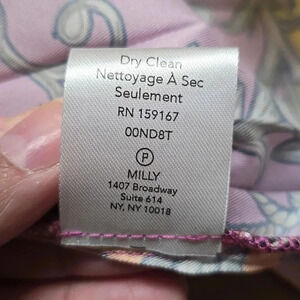 Dry Clean
Nettoyage À Sec
Seulement
RN 159167
00ND8T
P
MILLY
1407 Broadway
Suite 614
NY, NY 10018